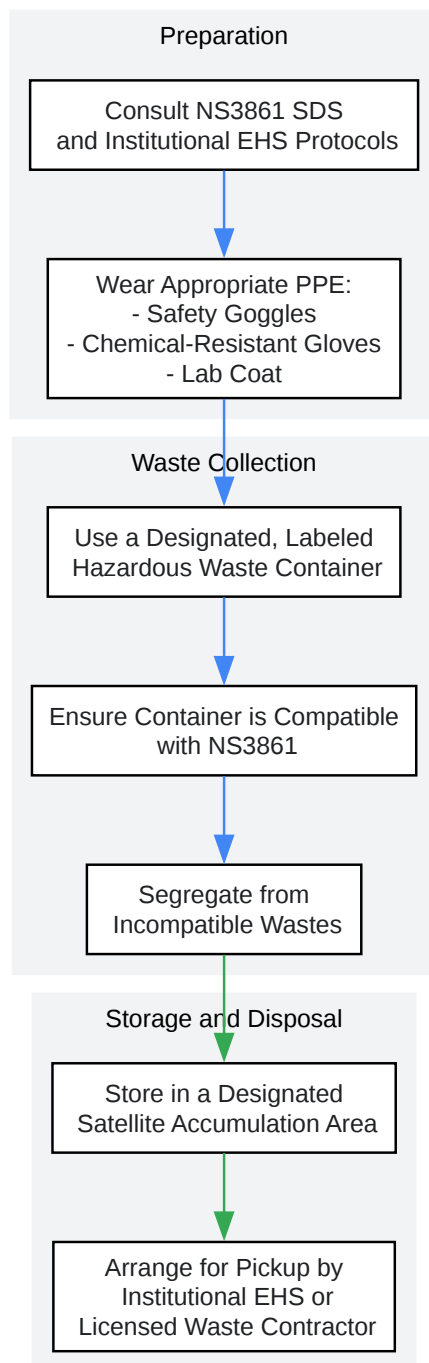 Preparation
Consult NS3861 SDS
and Institutional EHS Protocols
Wear Appropriate PPE:
- Safety Goggles
- Chemical-Resistant Gloves
- Lab Coat
Waste Collection
Use a Designated, Labeled
Hazardous Waste Container
Ensure Container is Compatible
with NS3861
Segregate from
Incompatible Wastes
Storage and Disposal
Store in a Designated
Satellite Accumulation Area
Arrange for Pickup by
Institutional EHS or
Licensed Waste Contractor